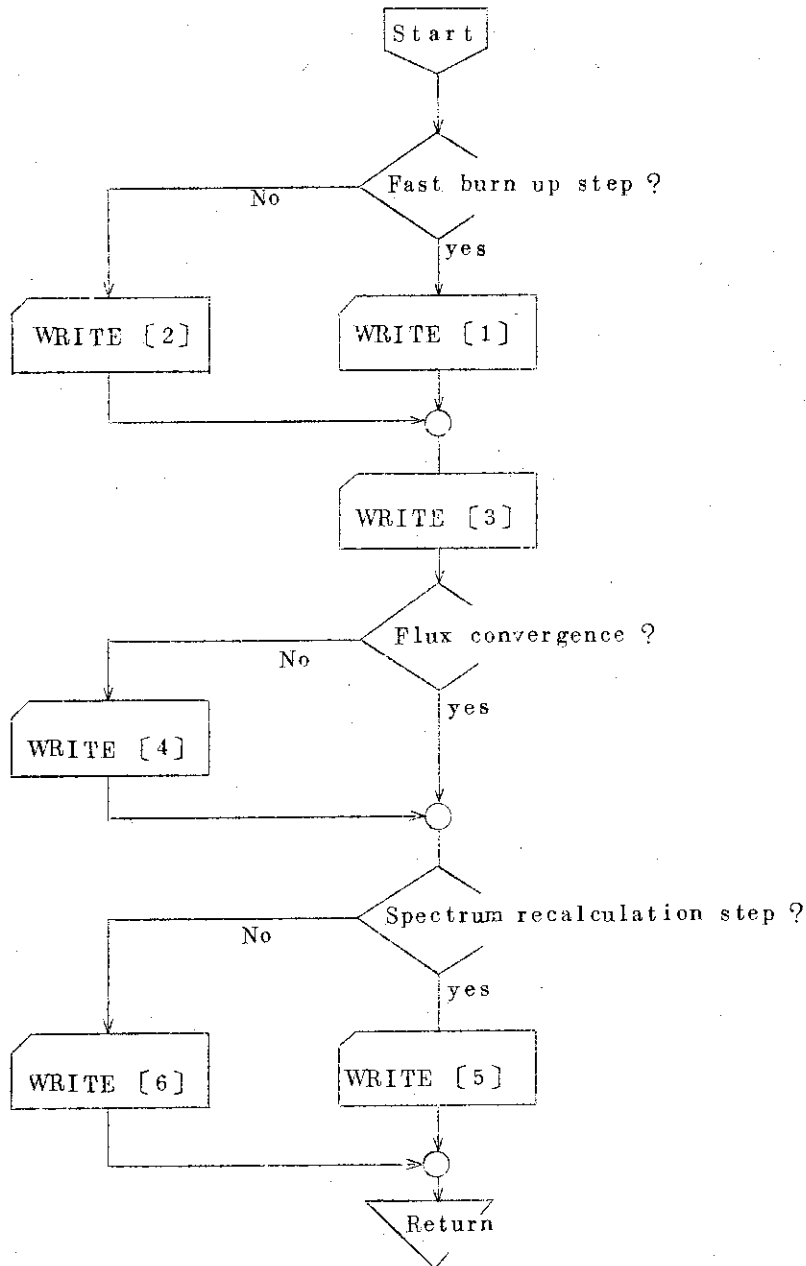 Start
Fast burn up step ?
No
yes
WRITE [2]
WRITE [1]
WRITE [3]
Flux convergence ?
No
yes
WRITE [4]
Spectrum recalculation step ?
No
yes
WRITE [6]
WRITE [5]
Return